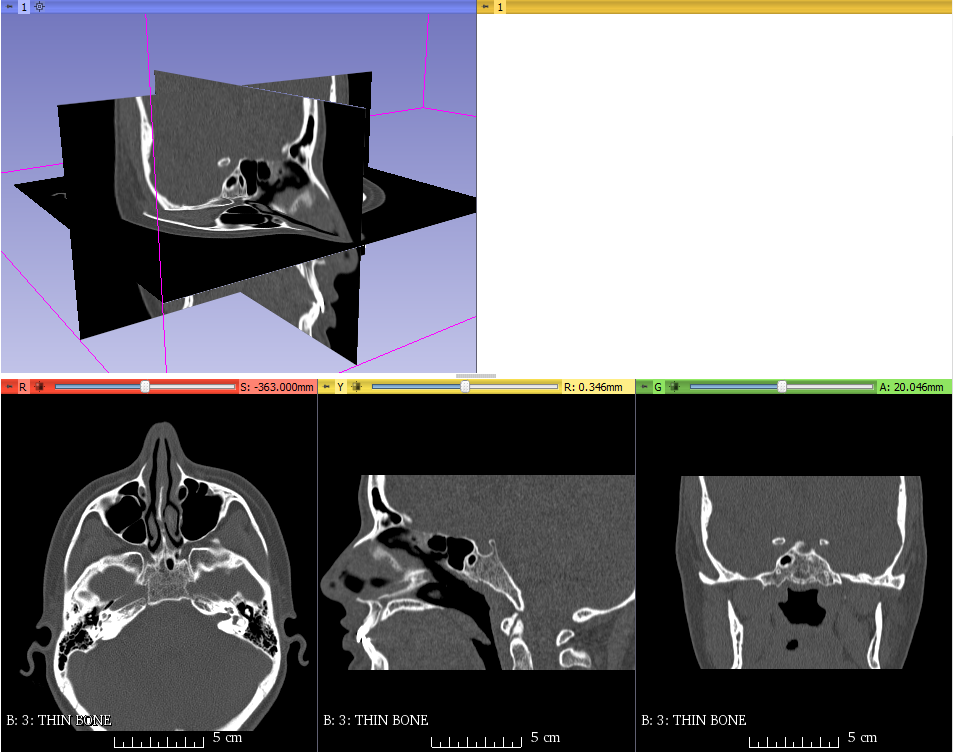 1
1
R
S: -363.000mm
Y
R: 0.346mm
G
A: 20.046mm
B: 3: THIN BONE
5 cm
B: 3: THIN BONE
5 cm
B: 3: THIN BONE
5 cm